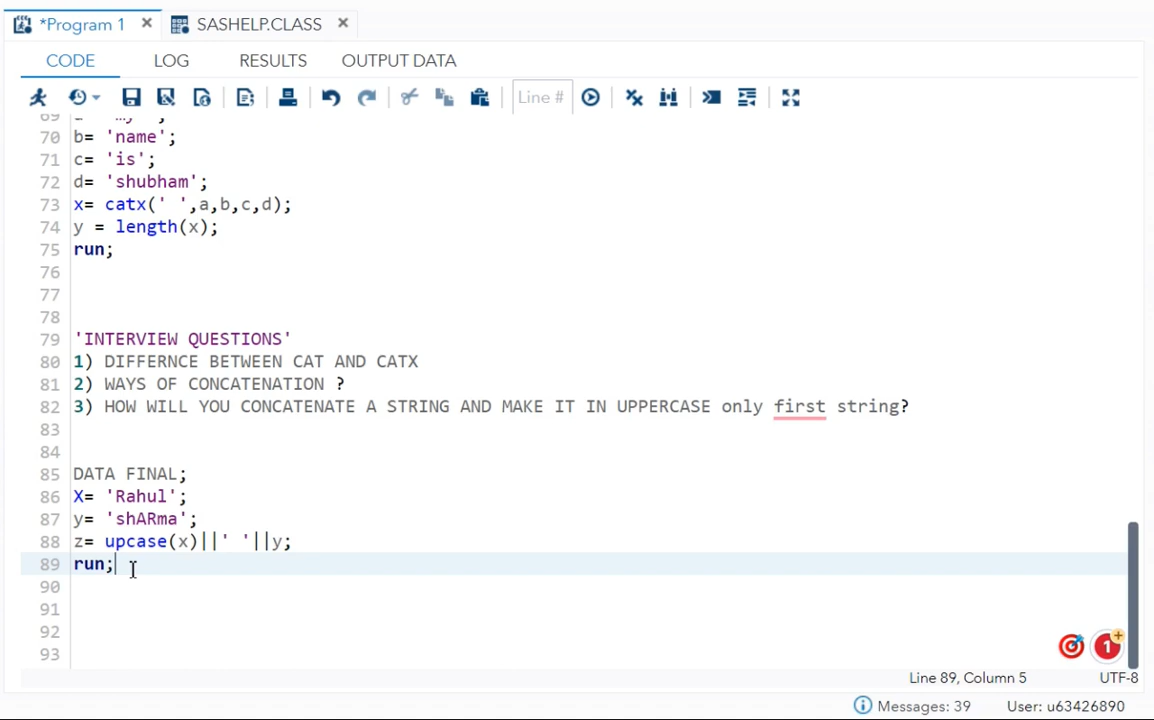 *Program 1 × SASHELP.CLASS ×
CODE LOG RESULTS OUTPUT DATA
Line #
69
70 b= 'name';
71 c= 'is';
72 d= 'shubham';
73 x= catx(' ',a,b,c,d);
74 y = length(x);
75 run;
76
77
78
79 'INTERVIEW QUESTIONS'
80 1) DIFFERNCE BETWEEN CAT AND CATX
81 2) WAYS OF CONCATENATION ?
82 3) HOW WILL YOU CONCATENATE A STRING AND MAKE IT IN UPPERCASE only first string?
83
84
85 DATA FINAL;
86 X= 'Rahul';
87 y= 'shARma';
88 z= upcase(x)||' '||y;
89 run;
90
91
92
93
1
Line 89, Column 5 UTF-8
Messages: 39 User: u63426890